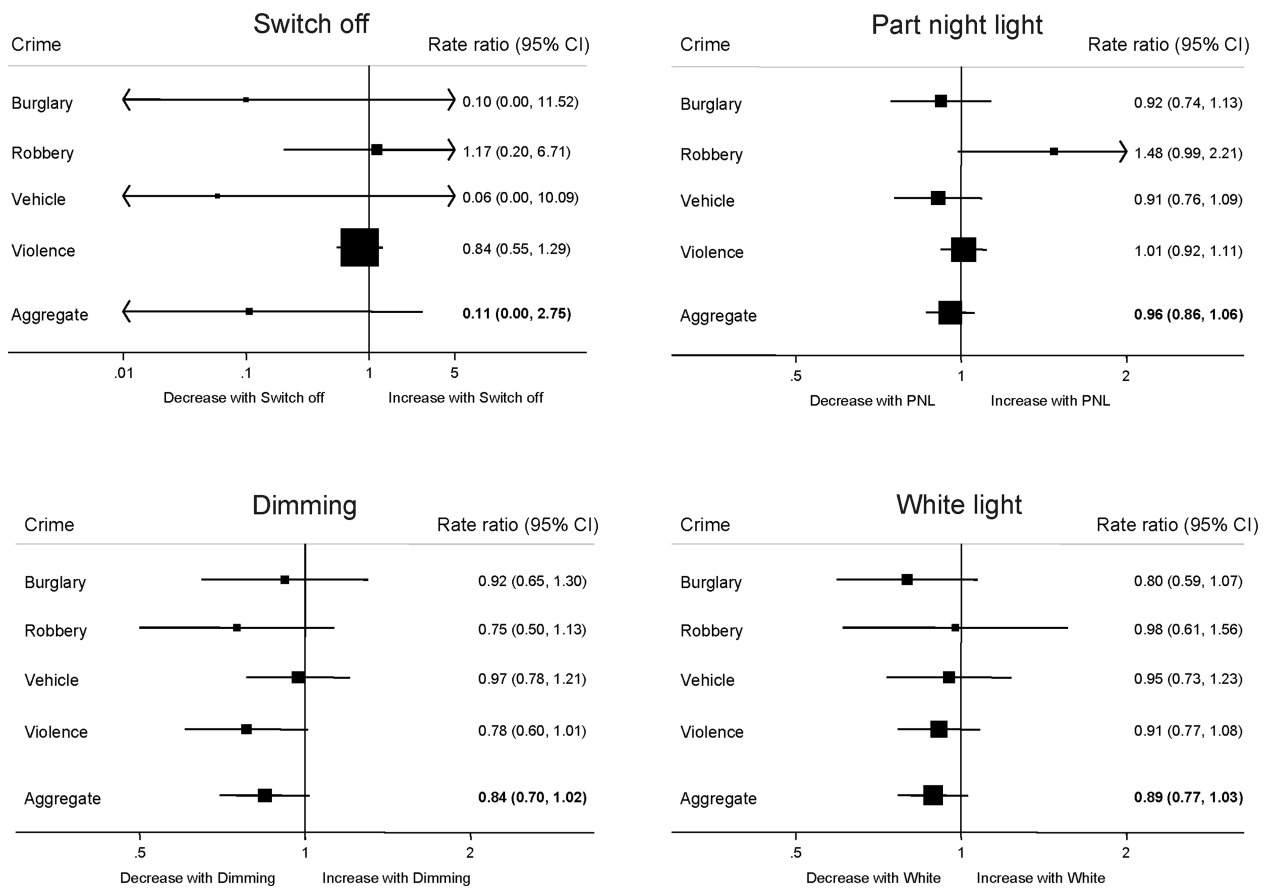 Switch off
Crime Rate ratio (95% CI)
Burglary 0.10 (0.00, 11.52)
Robbery 1.17 (0.20, 6.71)
Vehicle 0.06 (0.00, 10.09)
Violence 0.84 (0.55, 1.29)
Aggregate 0.11 (0.00, 2.75)
.01 .1 1 5
Decrease with Switch off Increase with Switch off
Part night light
Crime Rate ratio (95% CI)
Burglary 0.92 (0.74, 1.13)
Robbery 1.48 (0.99, 2.21)
Vehicle 0.91 (0.76, 1.09)
Violence 1.01 (0.92, 1.11)
Aggregate 0.96 (0.86, 1.06)
.5 1 2
Decrease with PNL Increase with PNL
Dimming
Crime Rate ratio (95% CI)
Burglary 0.92 (0.65, 1.30)
Robbery 0.75 (0.50, 1.13)
Vehicle 0.97 (0.78, 1.21)
Violence 0.78 (0.60, 1.01)
Aggregate 0.84 (0.70, 1.02)
.5 1 2
Decrease with Dimming Increase with Dimming
White light
Crime Rate ratio (95% CI)
Burglary 0.80 (0.59, 1.07)
Robbery 0.98 (0.61, 1.56)
Vehicle 0.95 (0.73, 1.23)
Violence 0.91 (0.77, 1.08)
Aggregate 0.89 (0.77, 1.03)
.5 1 2
Decrease with White Increase with White